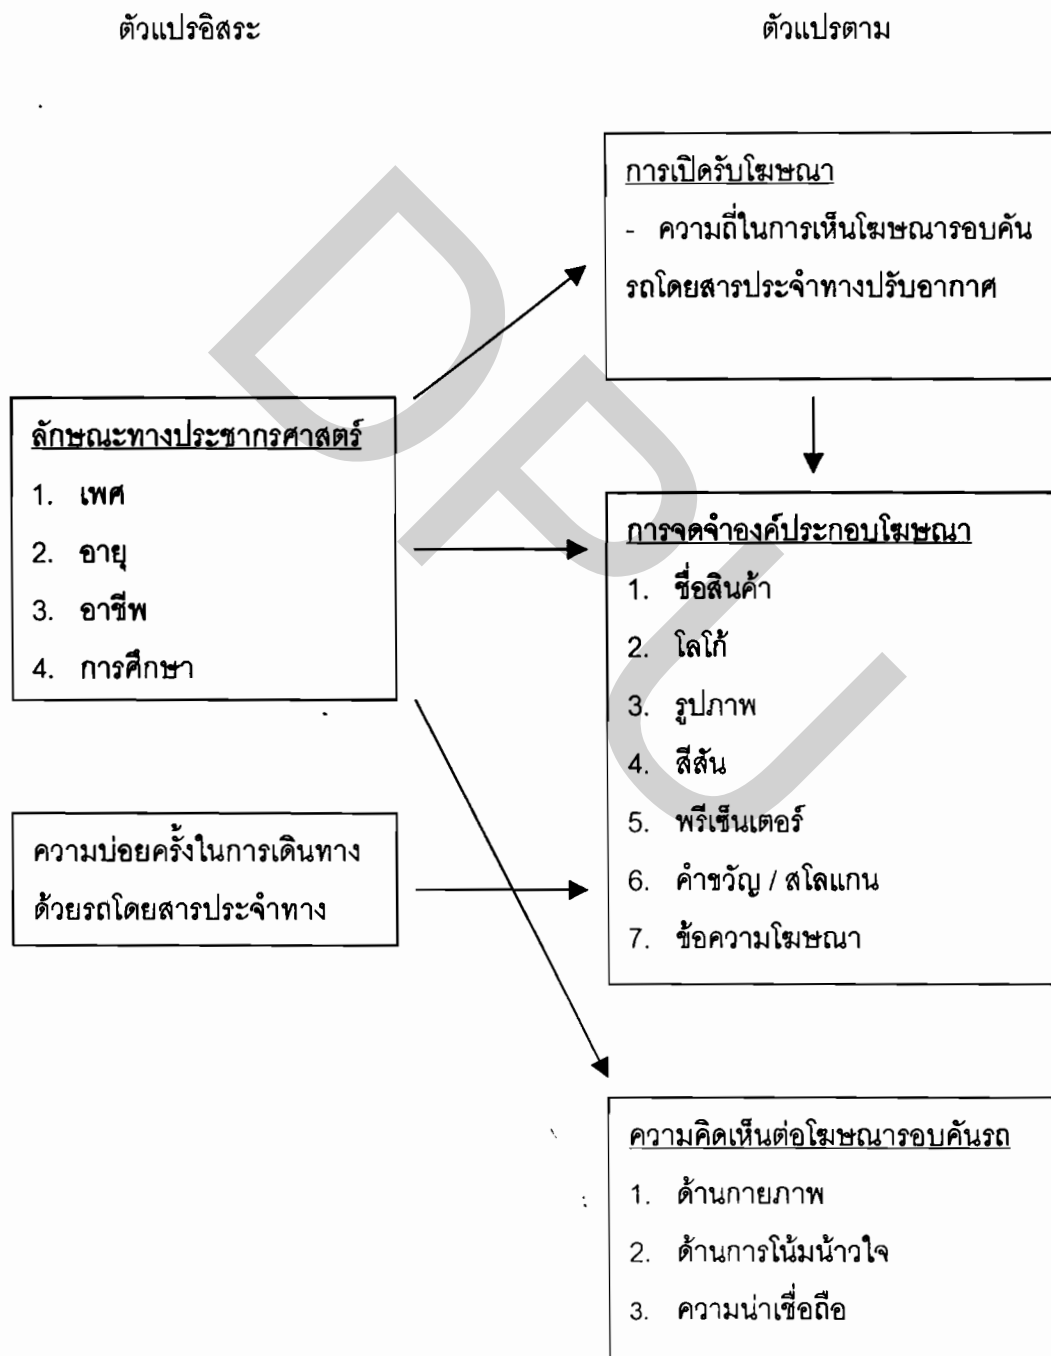 ตัวแปรอิสระ
ตัวแปรตาม
การเปิดรับโฆษณา
- ความถี่ในการเห็นโฆษณารอบคัน
รถโดยสารประจำทางปรับอากาศ
ลักษณะทางประชากรศาสตร์
1. เพศ
2. อายุ
3. อาชีพ
4. การศึกษา
ความบ่อยครั้งในการเดินทาง
ด้วยรถโดยสารประจำทาง
การจดจำองค์ประกอบโฆษณา
1. ชื่อสินค้า
2. โลโก้
3. รูปภาพ
4. สีสัน
5. พรีเซ็นเตอร์
6. คำขวัญ / สโลแกน
7. ข้อความโฆษณา
ความคิดเห็นต่อโฆษณารอบคันรถ
1. ด้านกายภาพ
2. ด้านการโน้มน้าวใจ
3. ความน่าเชื่อถือ
DPU